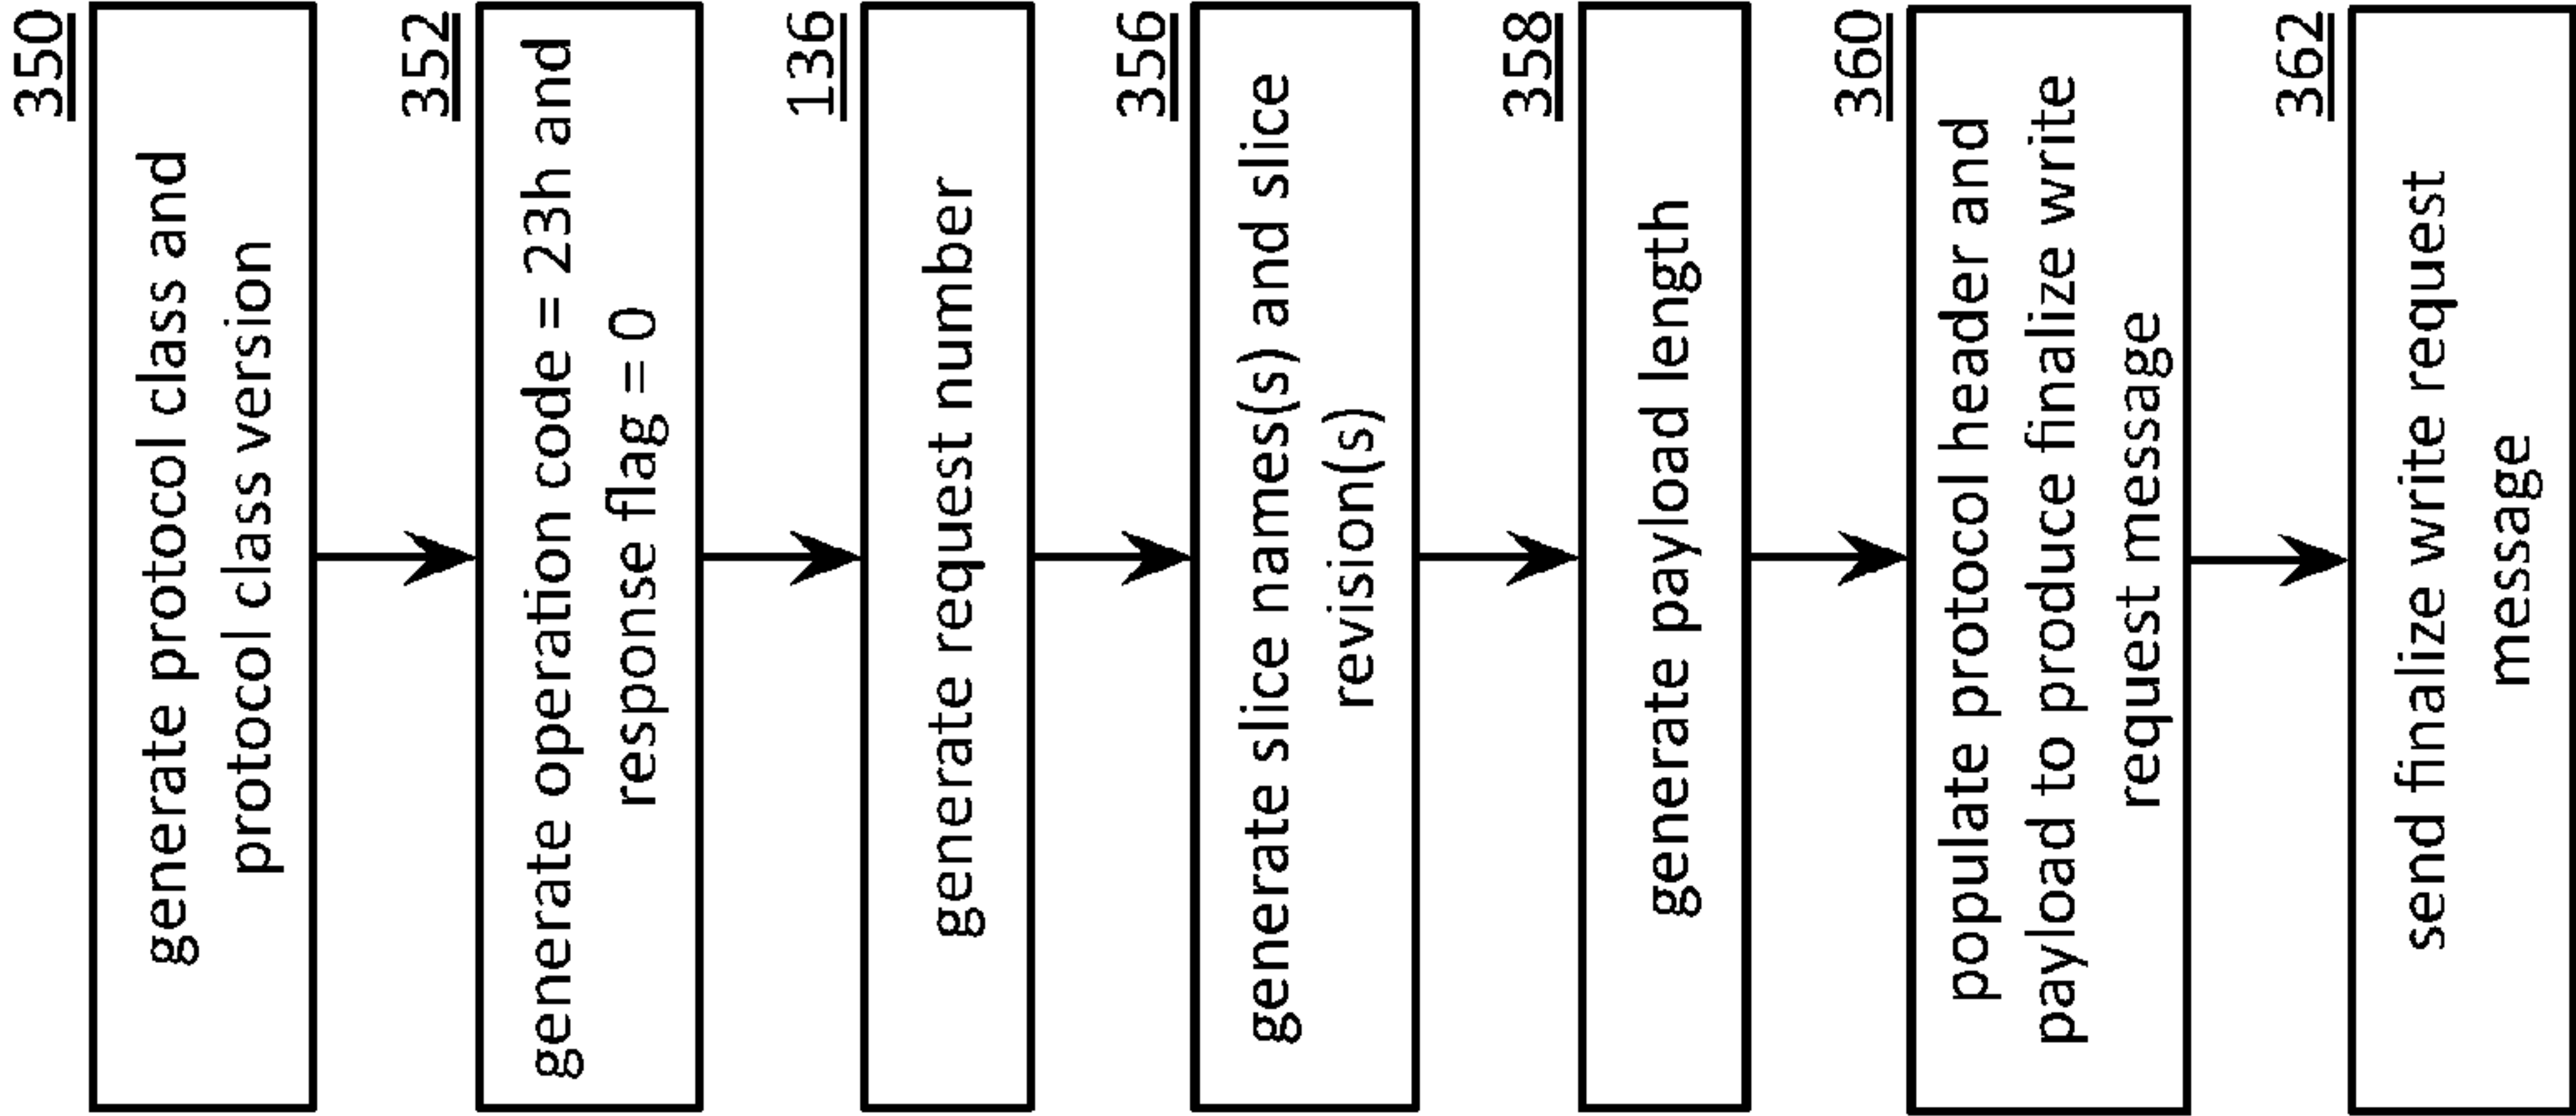 350
generate protocol class and
protocol class version
352
generate operation code = 23h and
response flag = 0
136
generate request number
356
generate slice names(s) and slice
revision(s)
358
generate payload length
360
populate protocol header and
payload to produce finalize write
request message
362
send finalize write request
message